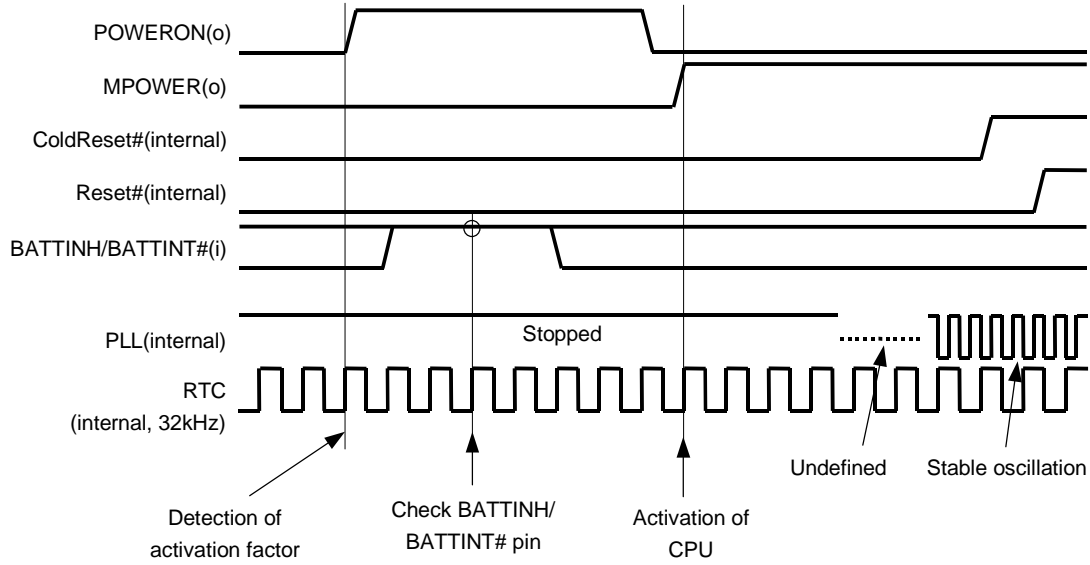 POWERON(o)
MPOWER(o)
ColdReset#(internal)
Reset#(internal)
BATTINH/BATTINT#(i)
PLL(internal)
Stopped
RTC
(internal, 32kHz)
Undefined
Stable oscillation
Detection of
activation factor
Check BATTINH/
BATTINT# pin
Activation of
CPU